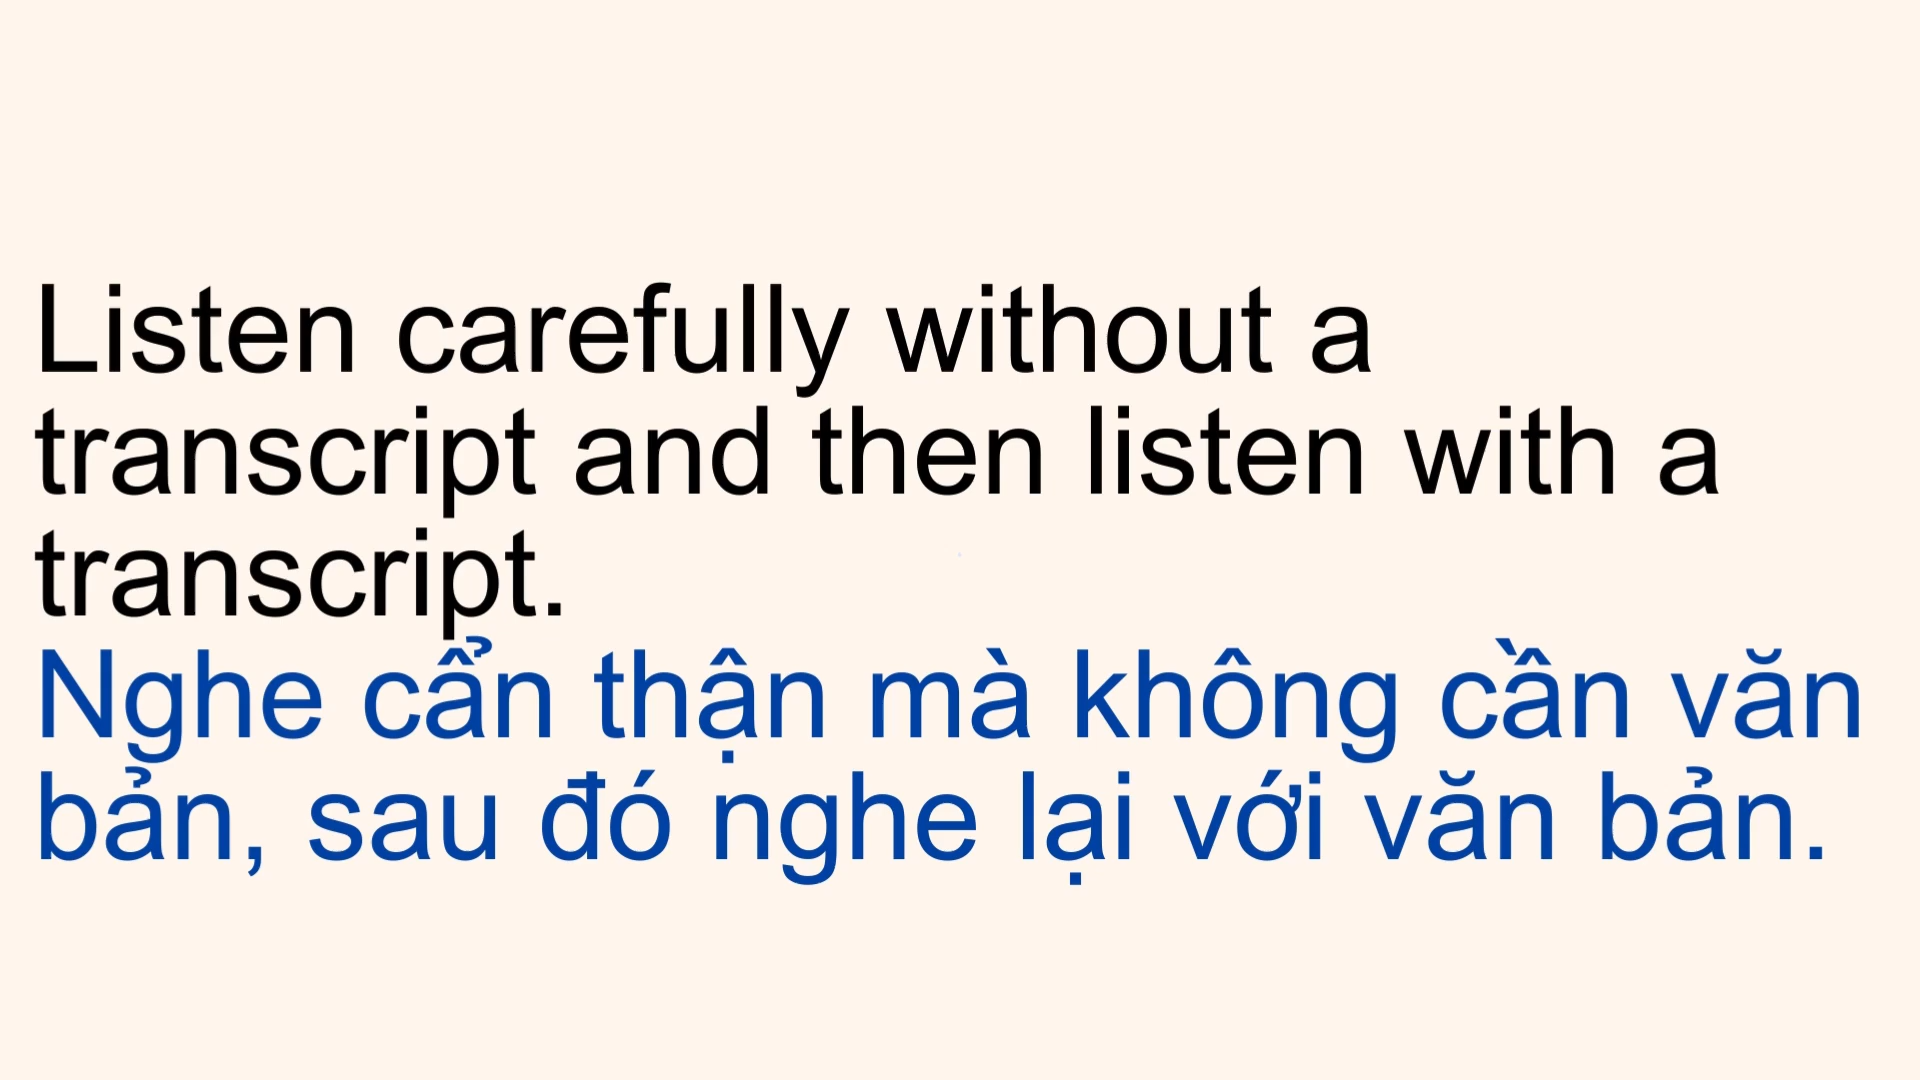 Listen carefully without a
transcript and then listen with a
transcript.
Nghe cẩn thận mà không cần văn
bản, sau đó nghe lại với văn bản.